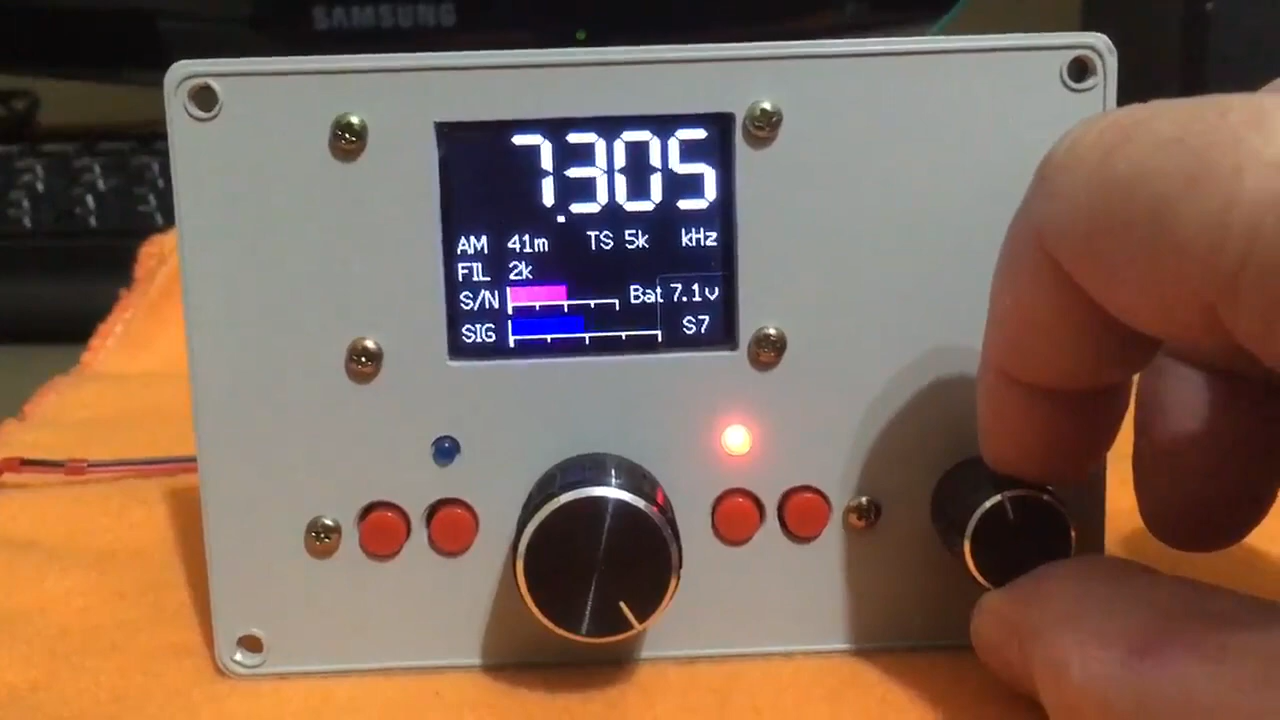 SAMSUNG
7.305
AM 41m TS 5k kHz
FIL 2k
S/N Bat 7.1v
SIG S7